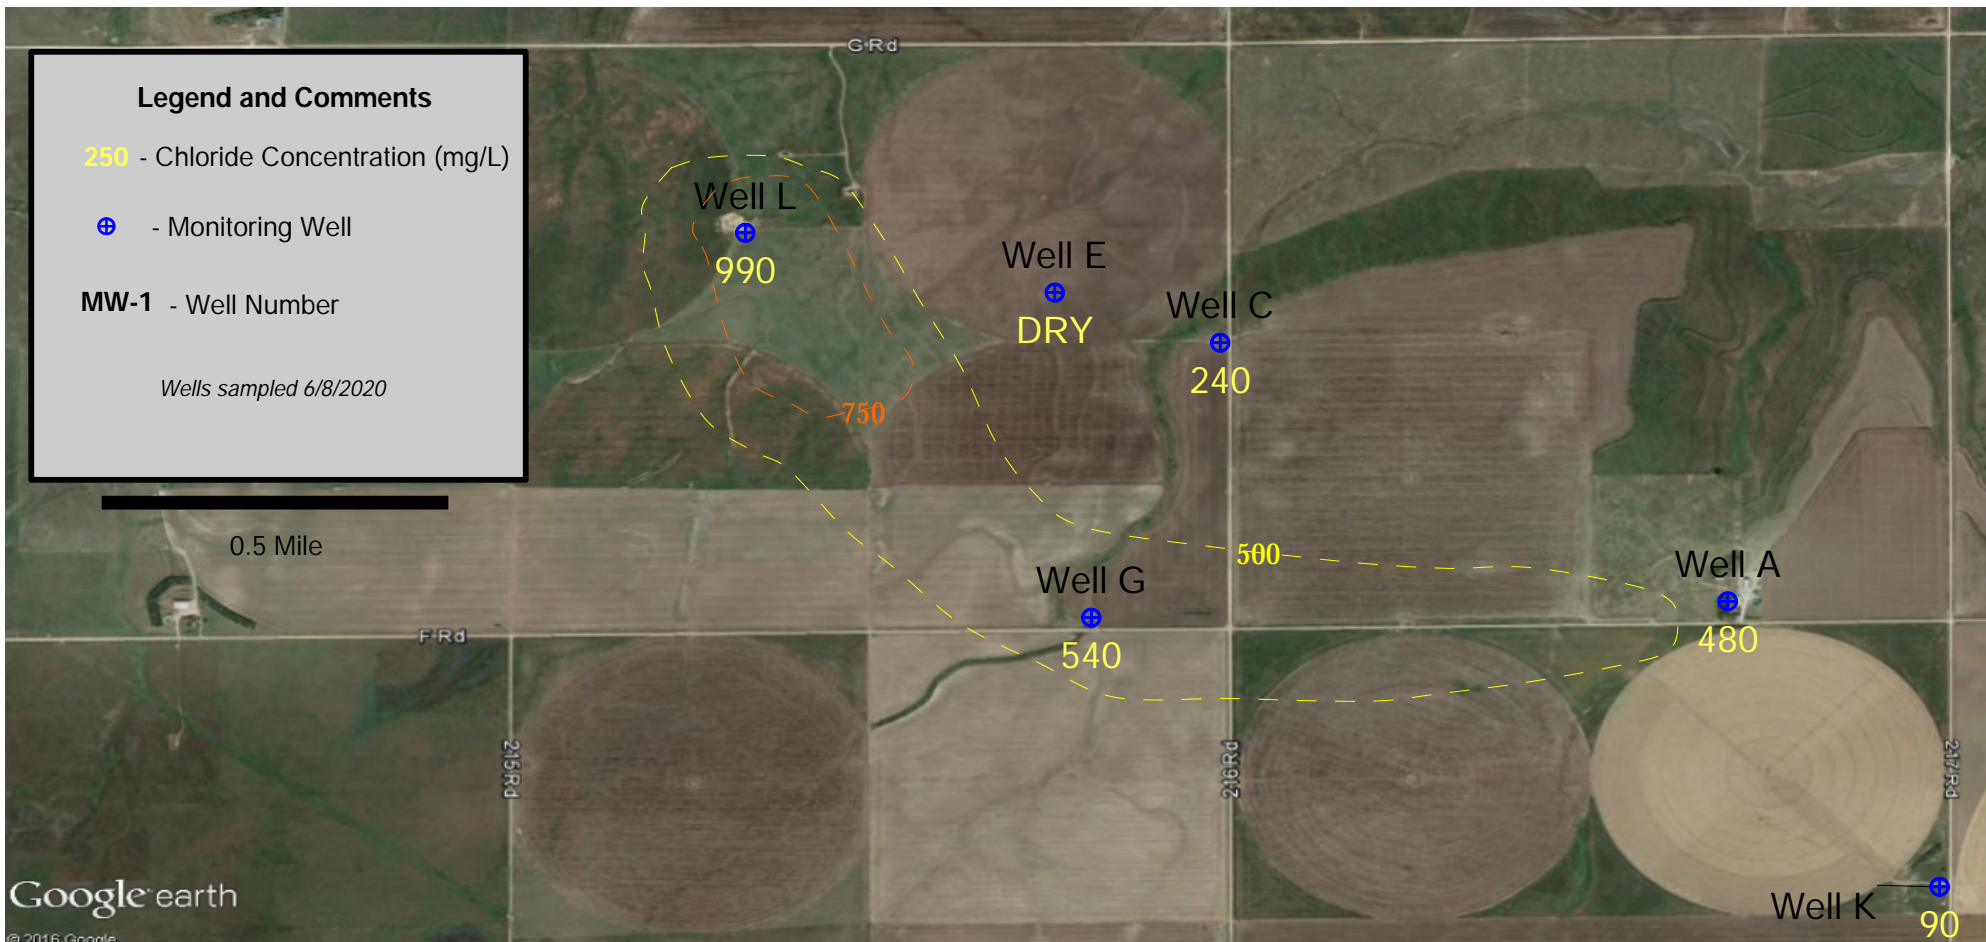 G Rd
Legend and Comments
250 - Chloride Concentration (mg/L)
- Monitoring Well
MW-1 - Well Number
Wells sampled 6/8/2020
0.5 Mile
Well L
990
Well E
DRY
Well C
240
750
500
Well G
540
Well A
480
F Rd
215 Rd
216 Rd
217 Rd
Well K
90
Google earth
© 2016 Google